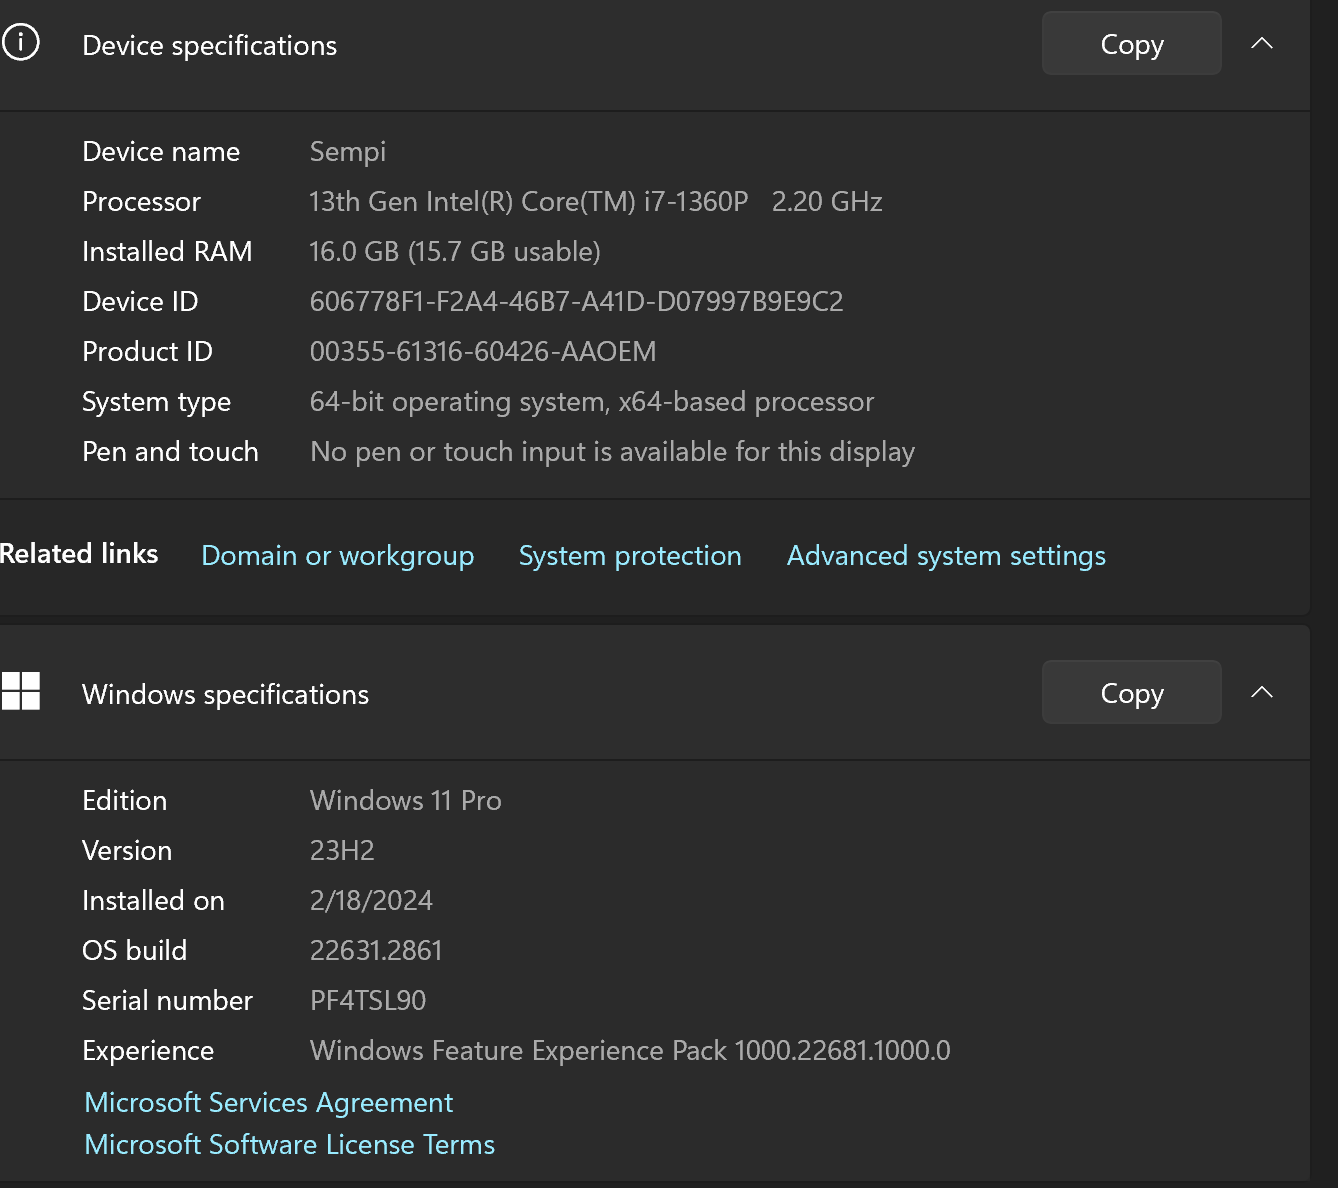 Device specifications Copy
Device name Sempi
Processor 13th Gen Intel(R) Core(TM) i7-1360P 2.20 GHz
Installed RAM 16.0 GB (15.7 GB usable)
Device ID 606778F1-F2A4-46B7-A41D-D07997B9E9C2
Product ID 00355-61316-60426-AAOEM
System type 64-bit operating system, x64-based processor
Pen and touch No pen or touch input is available for this display
Related links Domain or workgroup System protection Advanced system settings
Windows specifications Copy
Edition Windows 11 Pro
Version 23H2
Installed on 2/18/2024
OS build 22631.2861
Serial number PF4TSL90
Experience Windows Feature Experience Pack 1000.22681.1000.0
Microsoft Services Agreement
Microsoft Software License Terms